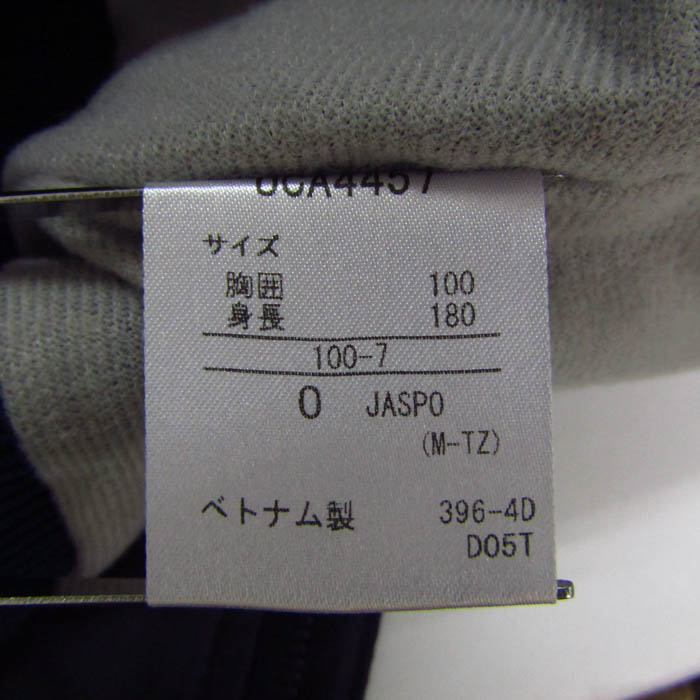 サイズ
胸囲 100
身長 180
100-7
O JASPO
(M-TZ)
ベトナム製 396-4D
D05T